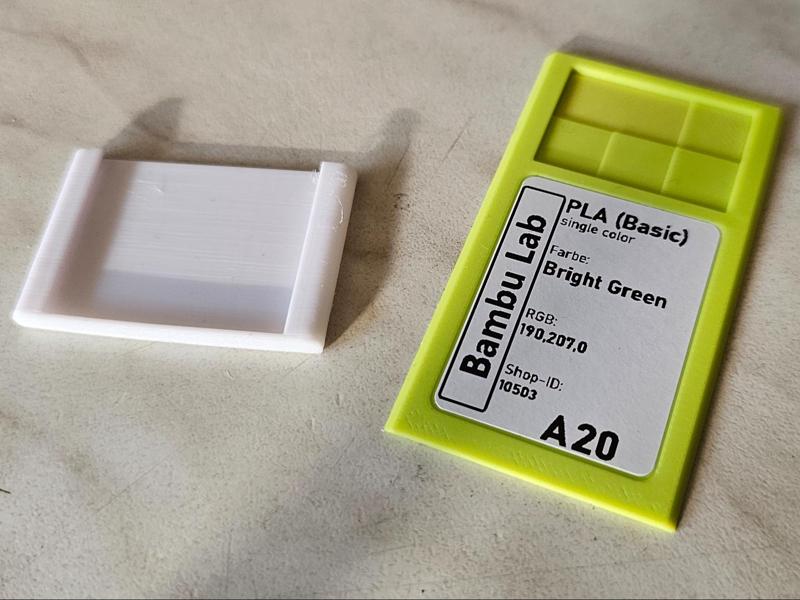 Bambu Lab
PLA (Basic)
single color
Farbe:
Bright Green
RGB:
190,207,0
Shop-ID:
10503
A20